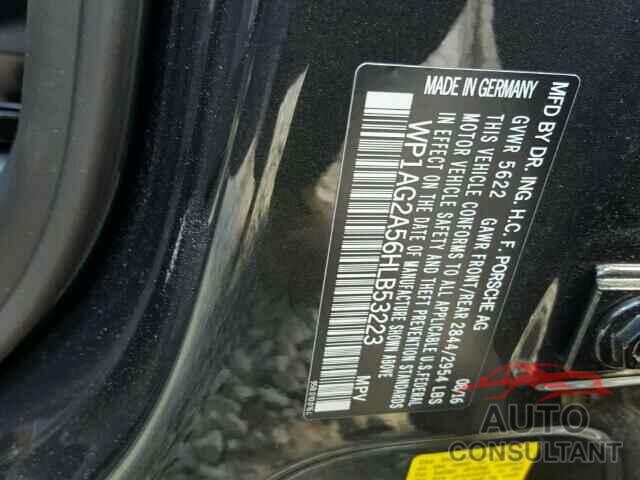 MFD BY DR. ING. H.C. F. PORSCHE AG
MADE IN GERMANY
GVWR 5622 GAWR FRONT/REAR 2844/2954 LBS 08/16
THIS VEHICLE CONFORMS TO ALL APPLICABLE U.S. FEDERAL
MOTOR VEHICLE SAFETY AND THEFT PREVENTION STANDARDS
IN EFFECT ON THE DATE OF MANUFACTURE SHOWN ABOVE
WP1AG2A56HLB53223 MPV
AUTO
CONSULTANT